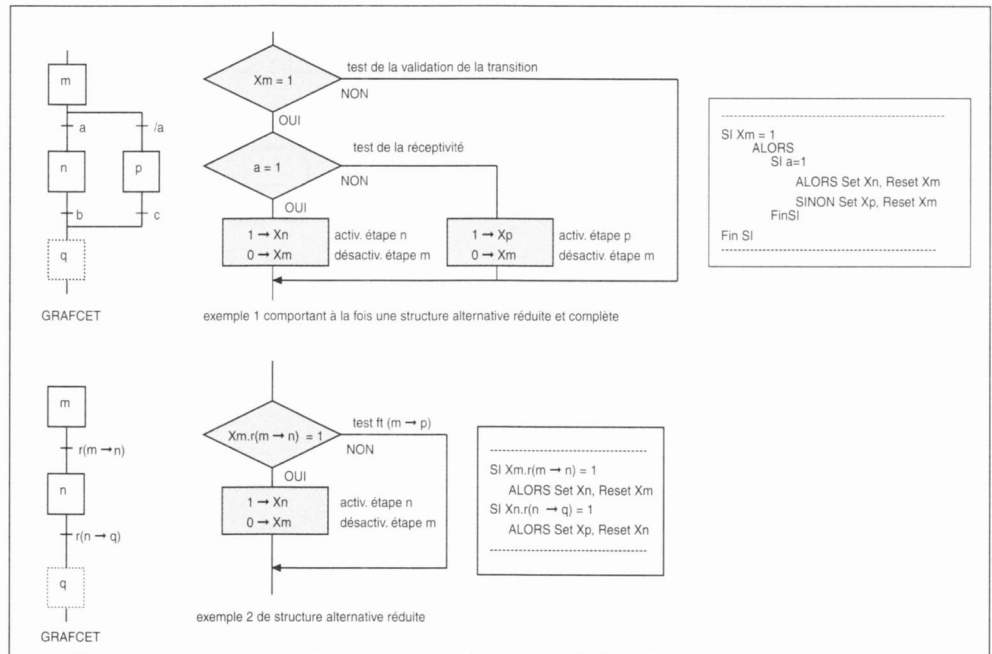 m
a
/a
n
p
b
c
q
GRAFCET
Xm = 1
test de la validation de la transition
NON
OUI
a = 1
test de la réceptivité
NON
OUI
1 → Xn
0 → Xm
activ. étape n
désactiv. étape m
1 → Xp
0 → Xm
activ. étape p
désactiv. étape m
exemple 1 comportant à la fois une structure alternative réduite et complète
SI Xm = 1
ALORS
SI a=1
ALORS Set Xn, Reset Xm
SINON Set Xp, Reset Xm
FinSI
Fin SI
m
r(m → n)
n
r(n → q)
q
GRAFCET
Xm.r(m → n) = 1
test ft (m → p)
NON
OUI
1 → Xn
0 → Xm
activ. étape n
désactiv. étape m
exemple 2 de structure alternative réduite
SI Xm.r(m → n) = 1
ALORS Set Xn, Reset Xm
SI Xn.r(n → q) = 1
ALORS Set Xp, Reset Xn